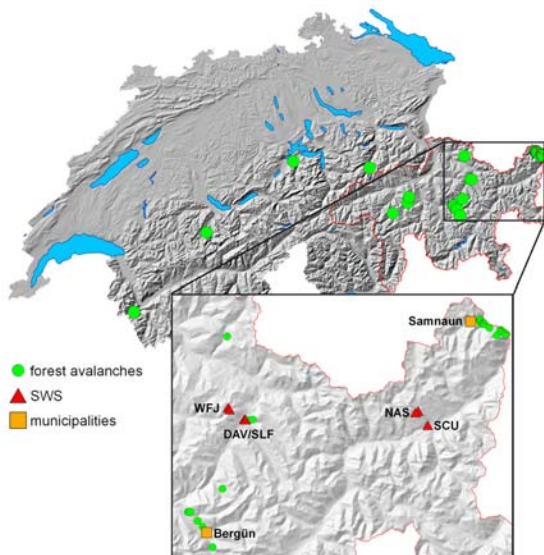 Samnaun
forest avalanches
SWS
municipalities
WFJ
DAV/SLF
NAS
SCU
Bergün